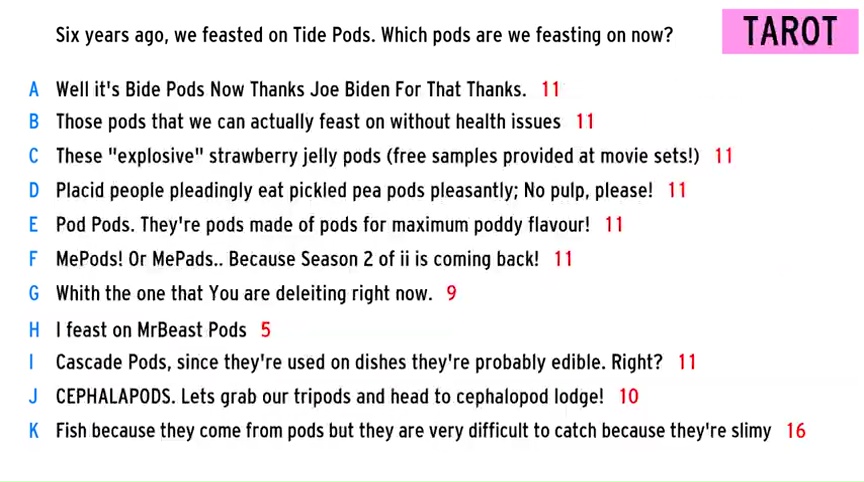 Six years ago, we feasted on Tide Pods. Which pods are we feasting on now?
TAROT
A Well it's Bide Pods Now Thanks Joe Biden For That Thanks. 11
B Those pods that we can actually feast on without health issues 11
C These "explosive" strawberry jelly pods (free samples provided at movie sets!) 11
D Placid people pleadingly eat pickled pea pods pleasantly; No pulp, please! 11
E Pod Pods. They're pods made of pods for maximum poddy flavour! 11
F MePods! Or MePads.. Because Season 2 of ii is coming back! 11
G Whith the one that You are deleiting right now. 9
H I feast on MrBeast Pods 5
I Cascade Pods, since they're used on dishes they're probably edible. Right? 11
J CEPHALAPODS. Lets grab our tripods and head to cephalopod lodge! 10
K Fish because they come from pods but they are very difficult to catch because they're slimy 16